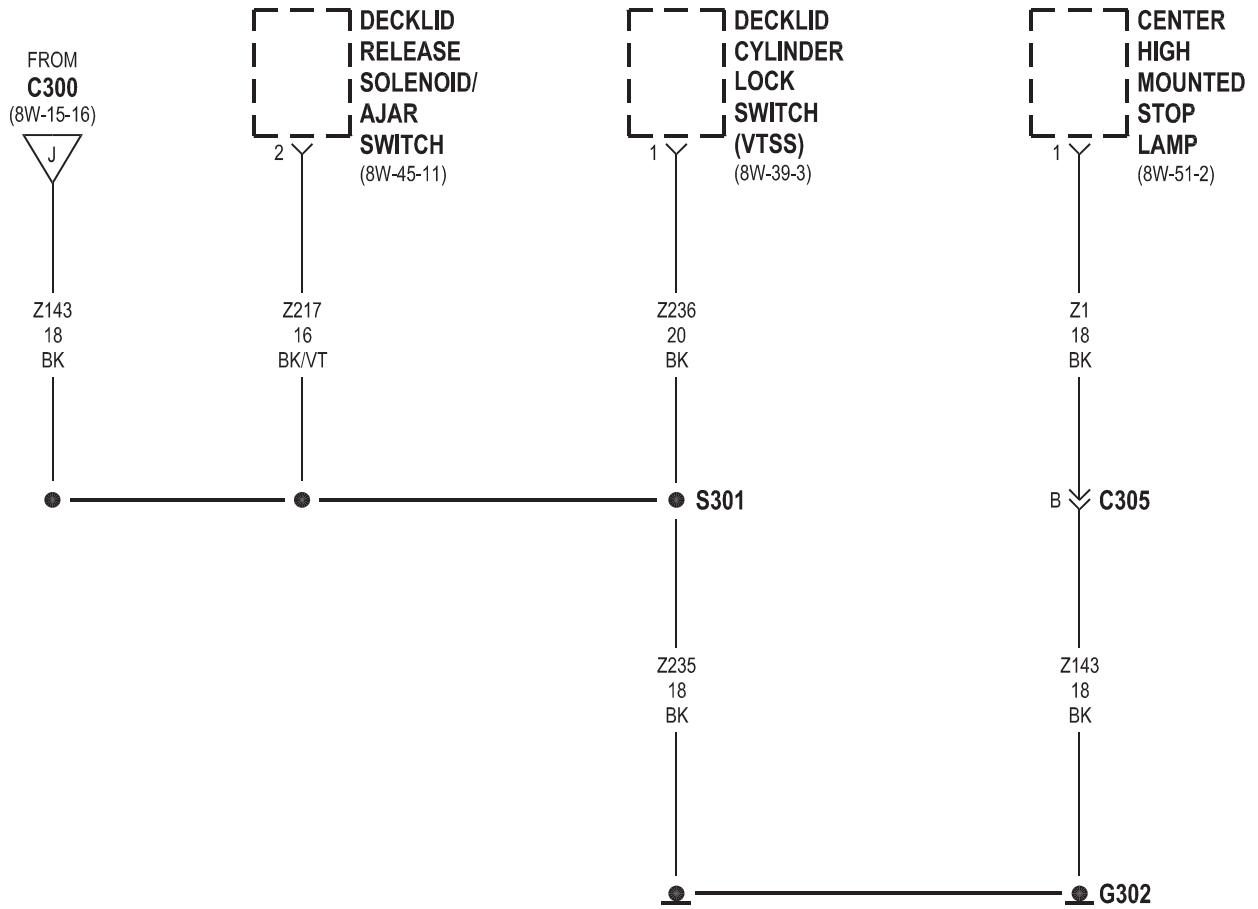 FROM
C300
(8W-15-16)
J
DECKLID
RELEASE
SOLENOID/
AJAR
SWITCH
(8W-45-11)
2
DECKLID
CYLINDER
LOCK
SWITCH
(VTSS)
(8W-39-3)
1
CENTER
HIGH
MOUNTED
STOP
LAMP
(8W-51-2)
1
Z143
18
BK
Z217
16
BK/VT
Z236
20
BK
Z1
18
BK
S301
B
C305
Z235
18
BK
Z143
18
BK
G302